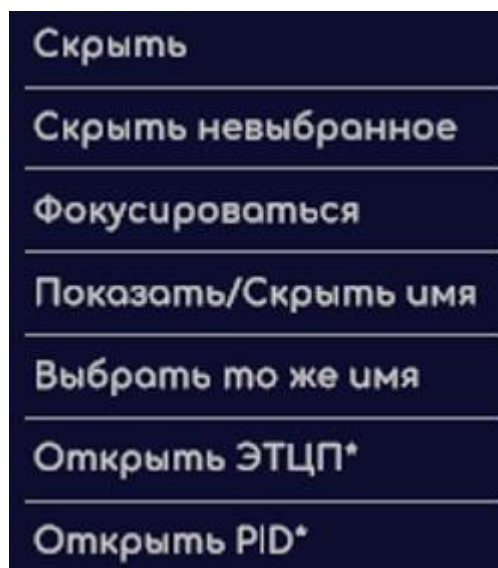 Скрыть
Скрыть невыбранное
Фокусироваться
Показать/Скрыть имя
Выбрать то же имя
Открыть ЭТЦП*
Открыть PID*